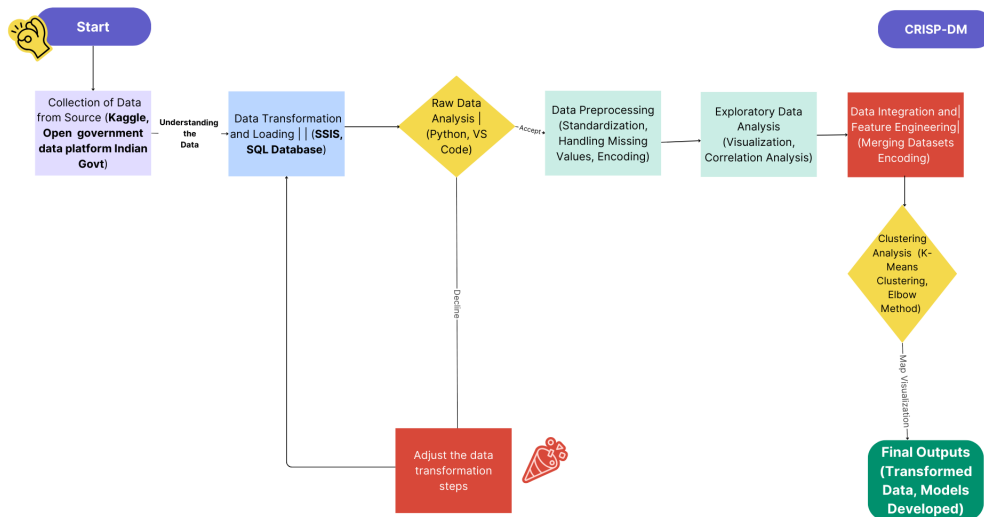 Start
CRISP-DM
Collection of Data
from Source (Kaggle,
Open government
data platform Indian
Govt)
Understanding
the
Data
Data Transformation
and Loading | | (SSIS,
SQL Database)
Raw Data
Analysis |
(Python, VS
Code)
Accept
Data Preprocessing
(Standardization,
Handling Missing
Values, Encoding)
Exploratory Data
Analysis
(Visualization,
Correlation Analysis)
Data Integration and|
Feature Engineering|
(Merging Datasets
Encoding)
Clustering
Analysis (K-
Means
Clustering,
Elbow
Method)
Decline
Map Visualization
Adjust the data
transformation
steps
Final Outputs
(Transformed
Data, Models
Developed)